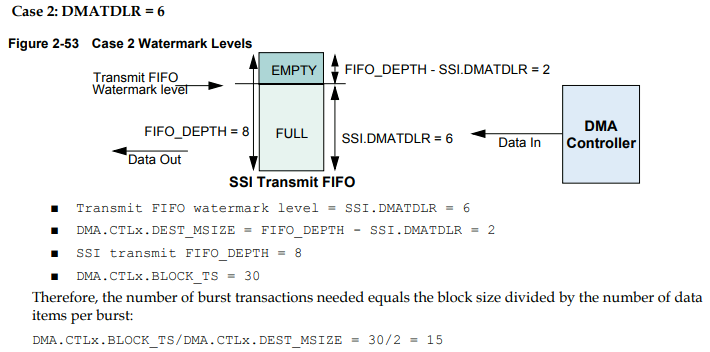 Case 2: DMATDLR = 6
Figure 2-53 Case 2 Watermark Levels
EMPTY
FIFO_DEPTH - SSI.DMATDLR = 2
Transmit FIFO
Watermark level
FIFO_DEPTH = 8
FULL
SSI.DMATDLR = 6
Data In
DMA
Controller
Data Out
SSI Transmit FIFO
■ Transmit FIFO watermark level = SSI.DMATDLR = 6
■ DMA.CTLx.DEST_MSIZE = FIFO_DEPTH - SSI.DMATDLR = 2
■ SSI transmit FIFO_DEPTH = 8
■ DMA.CTLx.BLOCK_TS = 30
Therefore, the number of burst transactions needed equals the block size divided by the number of data
items per burst:
DMA.CTLx.BLOCK_TS/DMA.CTLx.DEST_MSIZE = 30/2 = 15